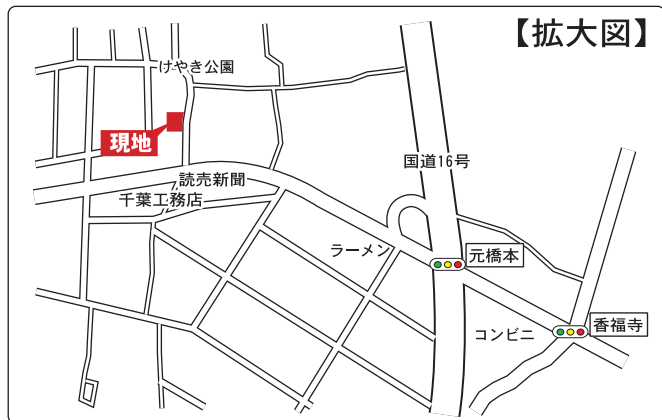 【拡大図】
けやき公園
現地
国道16号
読売新聞
千葉工務店
ラーメン
元橋本
コンビニ
香福寺